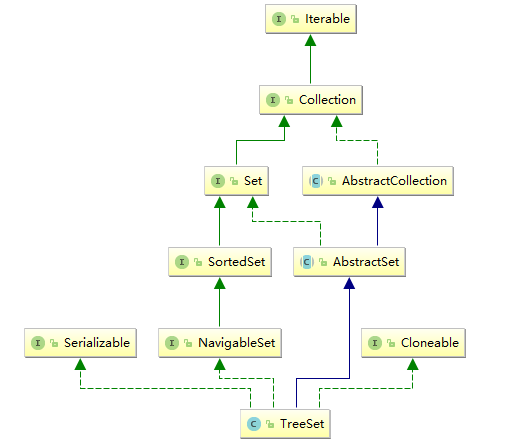 I Iterable
I Collection
I Set
C AbstractCollection
I SortedSet
C AbstractSet
I Serializable
I NavigableSet
I Cloneable
C TreeSet